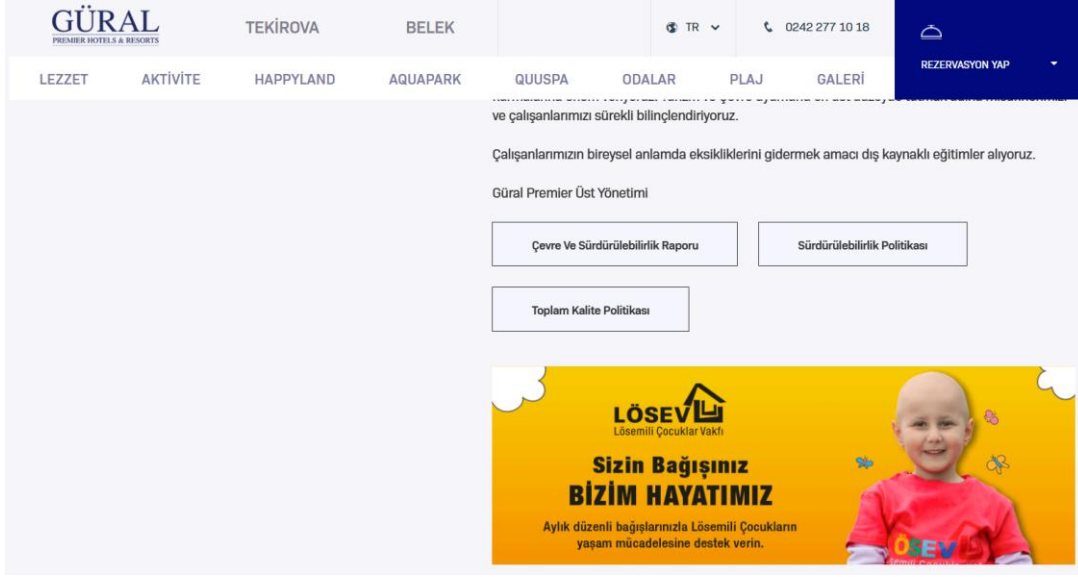 GÜRAL
PREMIER HOTELS & RESORTS
TEKİROVA
BELEK
TR
0242 277 10 18
REZERVASYON YAP
LEZZET
AKTİVİTE
HAPPYLAND
AQUAPARK
QUUSPA
ODALAR
PLAJ
GALERİ
ve çalışanlarımızı sürekli bilinçlendiriyoruz.
Çalışanlarımızın bireysel anlamda eksikliklerini gidermek amacı dış kaynaklı eğitimler alıyoruz.
Güral Premier Üst Yönetimi
Çevre Ve Sürdürülebilirlik Raporu
Sürdürülebilirlik Politikası
Toplam Kalite Politikası
LÖSEV
Lösemili Çocuklar Vakfı
Sizin Bağışınız
BİZİM HAYATIMIZ
Aylık düzenli bağışlarınızla Lösemili Çocukların
yaşam mücadelesine destek verin.
ÖSEV